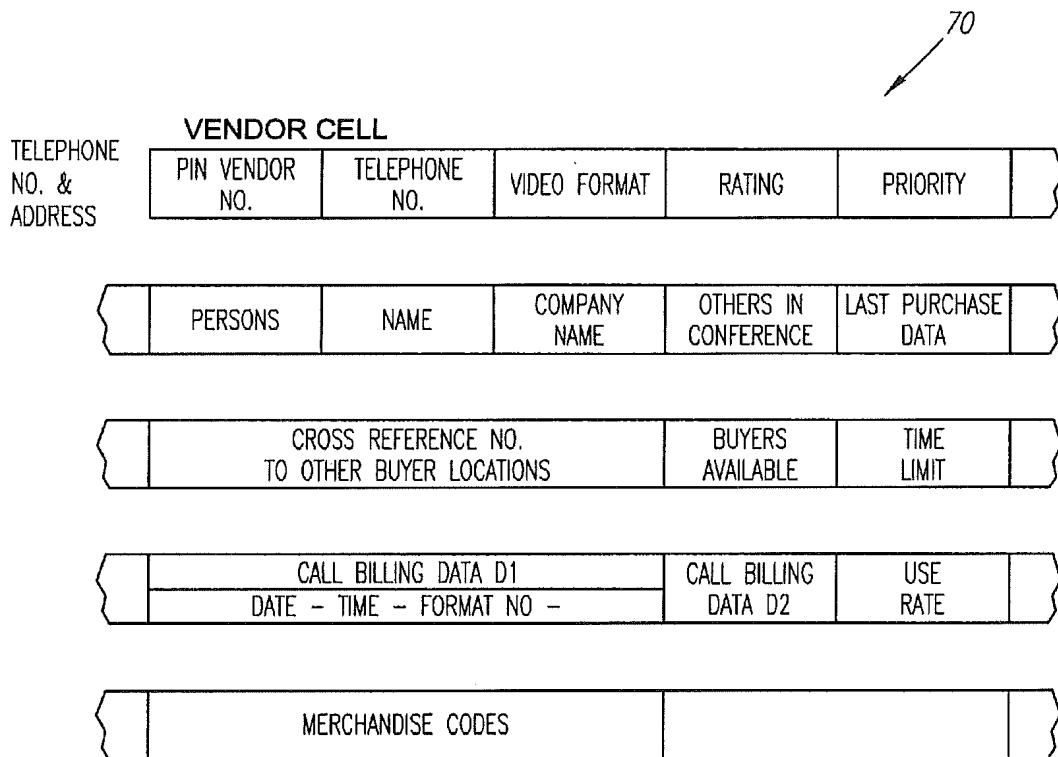 70
VENDOR CELL
TELEPHONE
NO. &
ADDRESS
PIN VENDOR
NO.
TELEPHONE
NO.
VIDEO FORMAT
RATING
PRIORITY
PERSONS
NAME
COMPANY
NAME
OTHERS IN
CONFERENCE
LAST PURCHASE
DATA
CROSS REFERENCE NO.
TO OTHER BUYER LOCATIONS
BUYERS
AVAILABLE
TIME
LIMIT
CALL BILLING DATA D1
DATE – TIME – FORMAT NO –
CALL BILLING
DATA D2
USE
RATE
MERCHANDISE CODES